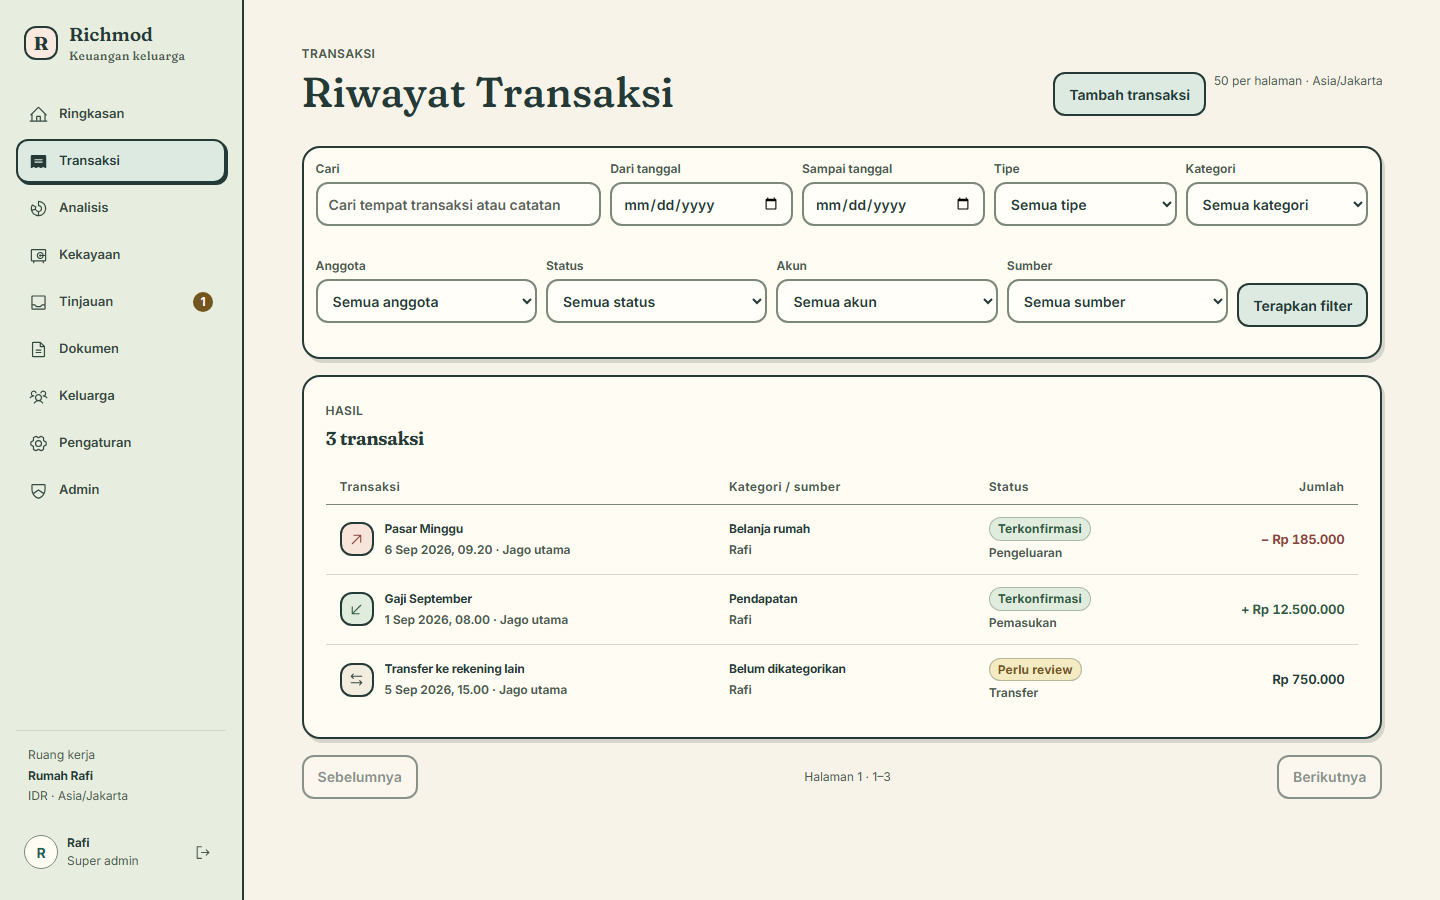 R
Richmod
Keuangan keluarga
Ringkasan
Transaksi
Analisis
Kekayaan
Tinjauan 1
Dokumen
Keluarga
Pengaturan
Admin
Ruang kerja
Rumah Rafi
IDR · Asia/Jakarta
R
Rafi
Super admin
TRANSAKSI
Riwayat Transaksi
Tambah transaksi
50 per halaman · Asia/Jakarta
Cari Dari tanggal Sampai tanggal Tipe Kategori
Cari tempat transaksi atau catatan mm/dd/yyyy mm/dd/yyyy Semua tipe Semua kategori
Anggota Status Akun Sumber
Semua anggota Semua status Semua akun Semua sumber Terapkan filter
HASIL
3 transaksi
Transaksi Kategori / sumber Status Jumlah
Pasar Minggu Belanja rumah Terkonfirmasi − Rp 185.000
6 Sep 2026, 09.20 · Jago utama Rafi Pengeluaran
Gaji September Pendapatan Terkonfirmasi + Rp 12.500.000
1 Sep 2026, 08.00 · Jago utama Rafi Pemasukan
Transfer ke rekening lain Belum dikategorikan Perlu review Rp 750.000
5 Sep 2026, 15.00 · Jago utama Rafi Transfer
Sebelumnya Halaman 1 · 1–3 Berikutnya